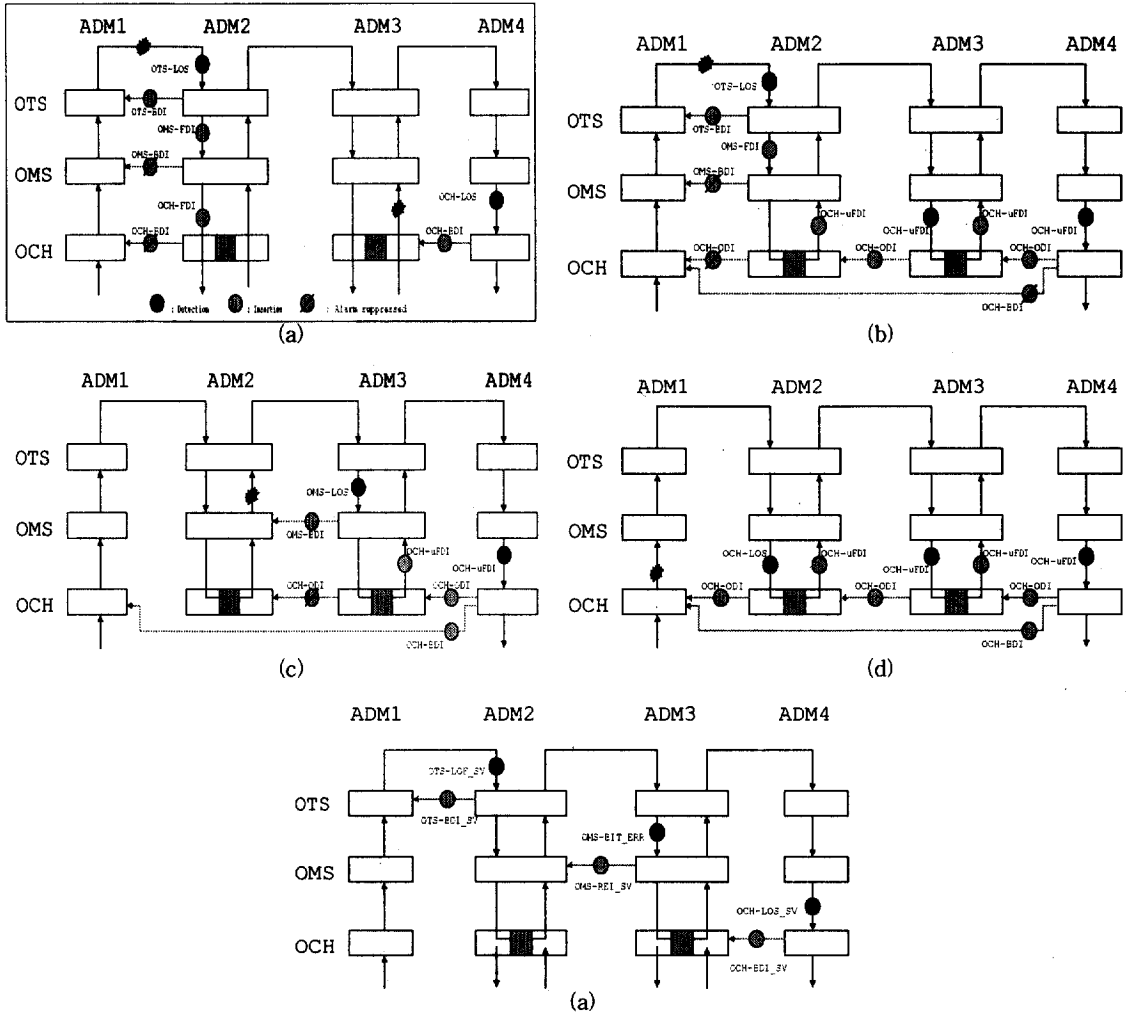 ADM1 ADM2 ADM3 ADM4
OTS-LOS
OTS
OTS-BDI
OMS-FDI
OMS-BDI
OMS
OCH-LOS
OCH-FDI
OCH-BDI
OCH-BDI
OCH
: Detection : Insertion : Alarm suppressed
(a)
ADM1 ADM2 ADM3 ADM4
OTS-LOS
OTS
OTS-BDI
OMS-FDI
OMS
OMS-BDI
OCH-uFDI
OCH-uFDI
OCH-uFDI
OCH-uFDI
OCH-ODI
OCH-ODI
OCH-ODI
OCH
OCH-BDI
(b)
ADM1 ADM2 ADM3 ADM4
OTS
OMS-LOS
OMS
OMS-BDI
OCH-uFDI
OCH-uFDI
OCH-ODI
OCH-ODI
OCH
OCH-BDI
(c)
ADM1 ADM2 ADM3 ADM4
OTS
OMS
OCH-LOS
OCH-uFDI
OCH-uFDI
OCH-uFDI
OCH-uFDI
OCH-ODI
OCH-ODI
OCH-ODI
OCH
OCH-BDI
(d)
ADM1 ADM2 ADM3 ADM4
OTS-LOF_SV
OTS
OTS-BDI_SV
OMS-BIT_ERR
OMS
OMS-REI_SV
OCH-LOS_SV
OCH
OCH-BDI_SV
(a)